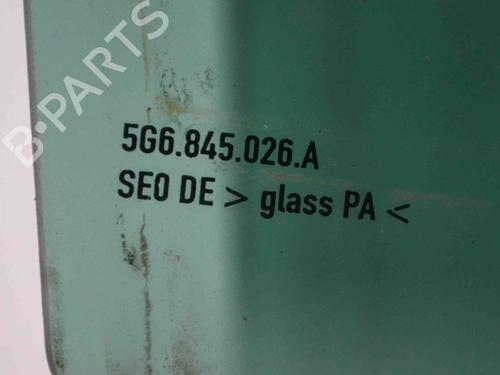 B-PARTS
5G6.845.026.A
SEO DE > glass PA <